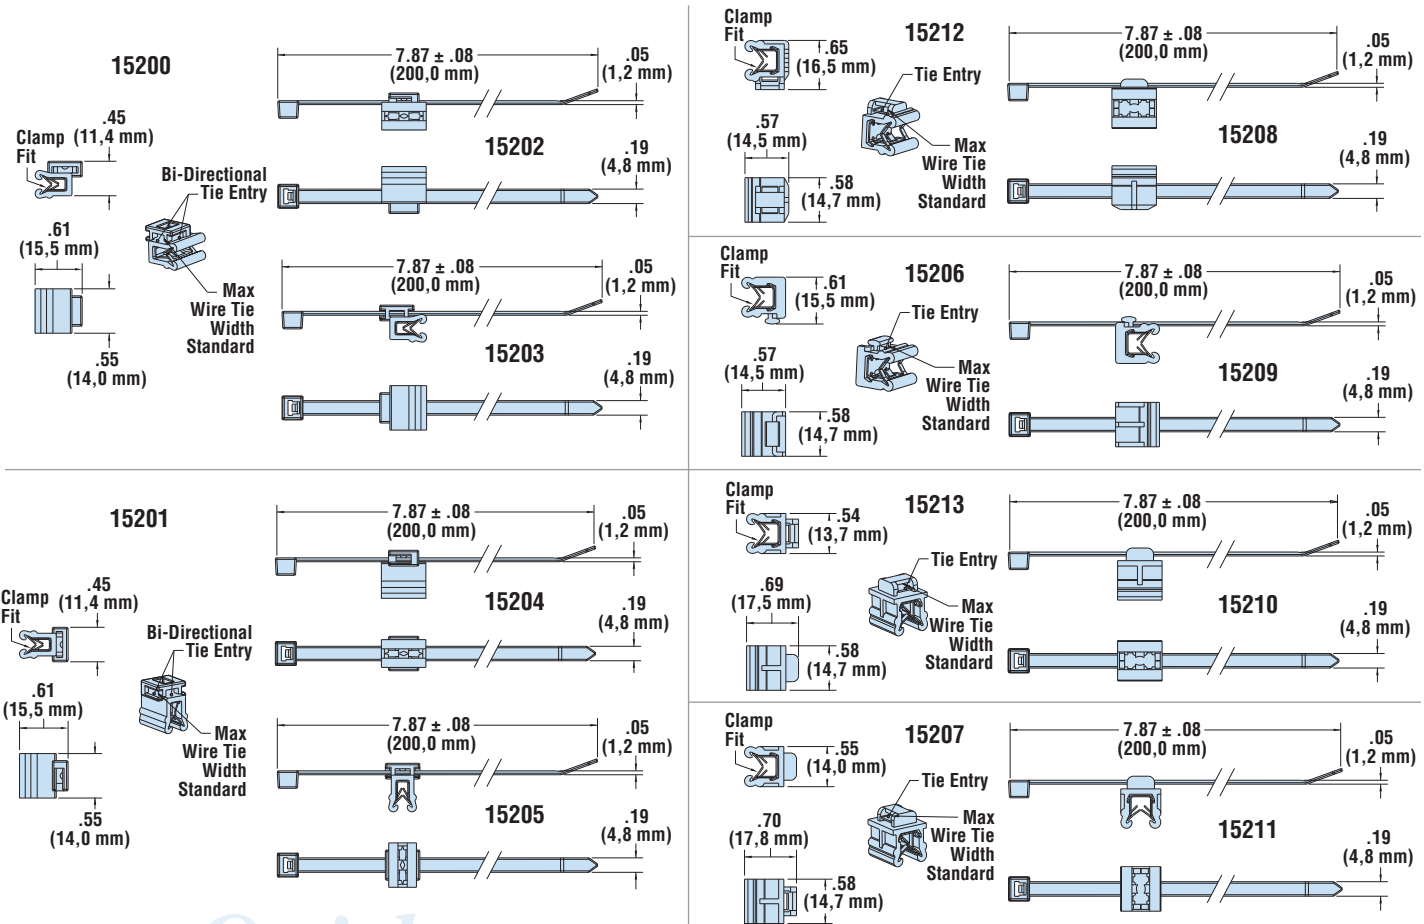 15200
Clamp
Fit
.45
(11,4 mm)
Bi-Directional
Tie Entry
.61
(15,5 mm)
Max
Wire Tie
Width
Standard
.55
(14,0 mm)
7.87 ± .08
(200,0 mm)
.05
(1,2 mm)
15202
.19
(4,8 mm)
7.87 ± .08
(200,0 mm)
.05
(1,2 mm)
15203
.19
(4,8 mm)
15201
Clamp
Fit
.45
(11,4 mm)
Bi-Directional
Tie Entry
.61
(15,5 mm)
Max
Wire Tie
Width
Standard
.55
(14,0 mm)
7.87 ± .08
(200,0 mm)
.05
(1,2 mm)
15204
.19
(4,8 mm)
7.87 ± .08
(200,0 mm)
.05
(1,2 mm)
15205
.19
(4,8 mm)
Clamp
Fit
15212
.65
(16,5 mm)
Tie Entry
.57
(14,5 mm)
Max
Wire Tie
Width
Standard
.58
(14,7 mm)
7.87 ± .08
(200,0 mm)
.05
(1,2 mm)
15208
.19
(4,8 mm)
Clamp
Fit
15206
.61
(15,5 mm)
Tie Entry
.57
(14,5 mm)
Max
Wire Tie
Width
Standard
.58
(14,7 mm)
7.87 ± .08
(200,0 mm)
.05
(1,2 mm)
15209
.19
(4,8 mm)
Clamp
Fit
15213
.54
(13,7 mm)
Tie Entry
.69
(17,5 mm)
Max
Wire Tie
Width
Standard
.58
(14,7 mm)
7.87 ± .08
(200,0 mm)
.05
(1,2 mm)
15210
.19
(4,8 mm)
Clamp
Fit
15207
.55
(14,0 mm)
Tie Entry
.70
(17,8 mm)
Max
Wire Tie
Width
Standard
.58
(14,7 mm)
7.87 ± .08
(200,0 mm)
.05
(1,2 mm)
15211
.19
(4,8 mm)